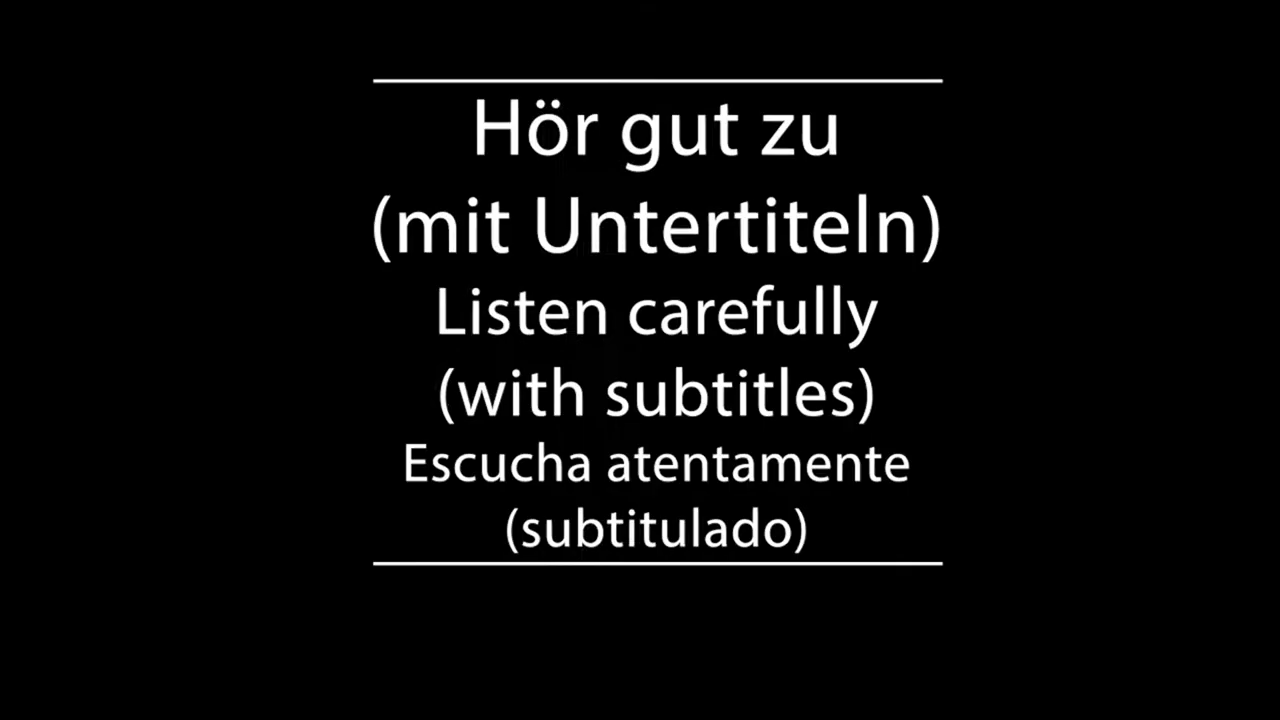 Hör gut zu
(mit Untertiteln)
Listen carefully
(with subtitles)
Escucha atentamente
(subtitulado)